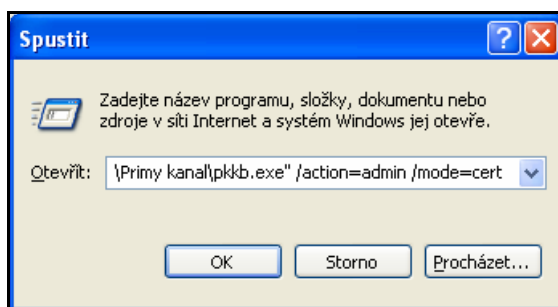 Spustit
Zadejte název programu, složky, dokumentu nebo
zdroje v síti Internet a systém Windows jej otevře.
Otevřít: \Primy kanal\pkkb.exe" /action=admin /mode=cert
OK Storno Procházet...